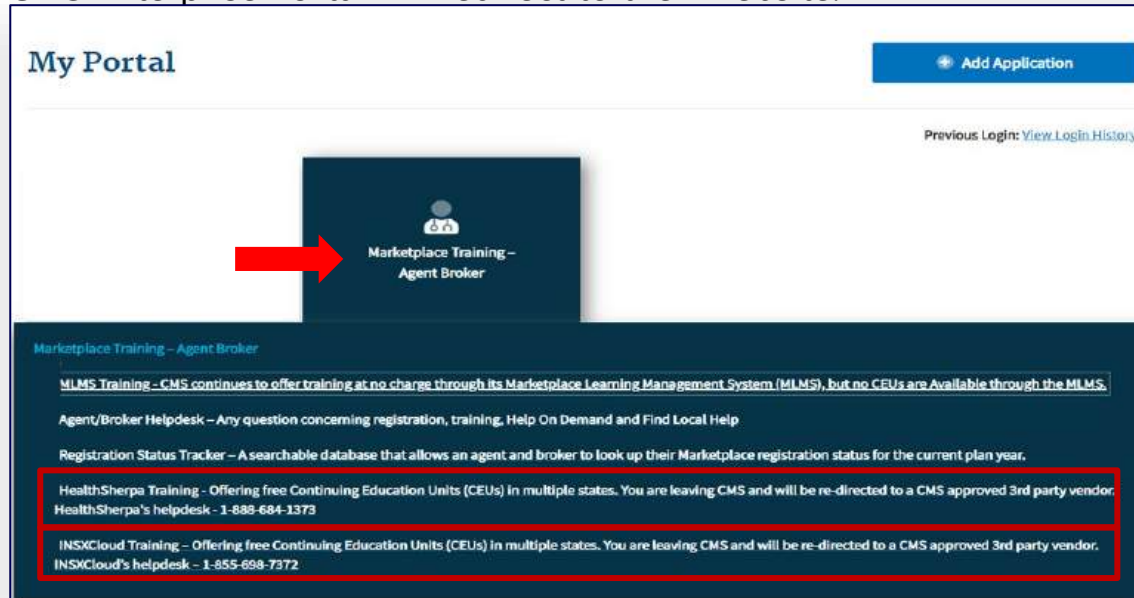 My Portal
Add Application
Previous Login: View Login History
Marketplace Training –
Agent Broker
Marketplace Training – Agent Broker
MLMS Training - CMS continues to offer training at no charge through its Marketplace Learning Management System (MLMS), but no CEUs are Available through the MLMS.
Agent/Broker Helpdesk – Any question concerning registration, training, Help On Demand and Find Local Help
Registration Status Tracker – A searchable database that allows an agent and broker to look up their Marketplace registration status for the current plan year.
HealthSherpa Training - Offering free Continuing Education Units (CEUs) in multiple states. You are leaving CMS and will be re-directed to a CMS approved 3rd party vendor.
HealthSherpa's helpdesk - 1-888-684-1373
INSXCloud Training – Offering free Continuing Education Units (CEUs) in multiple states. You are leaving CMS and will be re-directed to a CMS approved 3rd party vendor.
INSXCloud's helpdesk – 1-855-698-7372